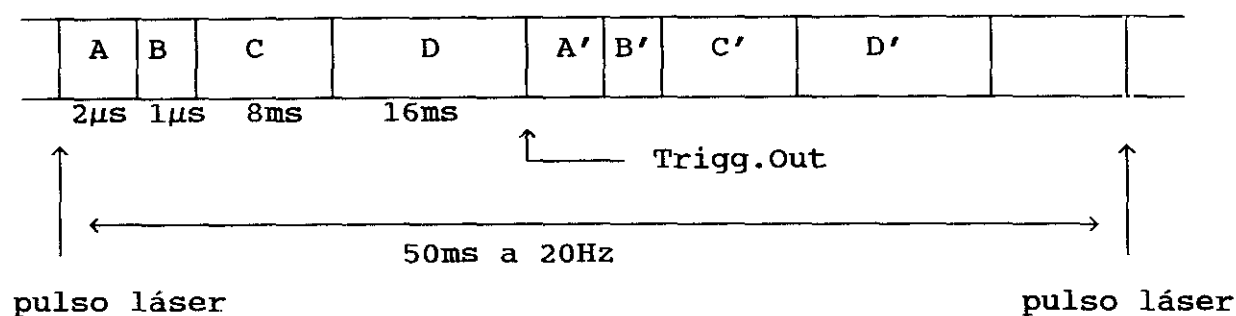 A B C D A' B' C' D'
2μs 1μs 8ms 16ms
Trigg.Out
50ms a 20Hz
pulso láser pulso láser